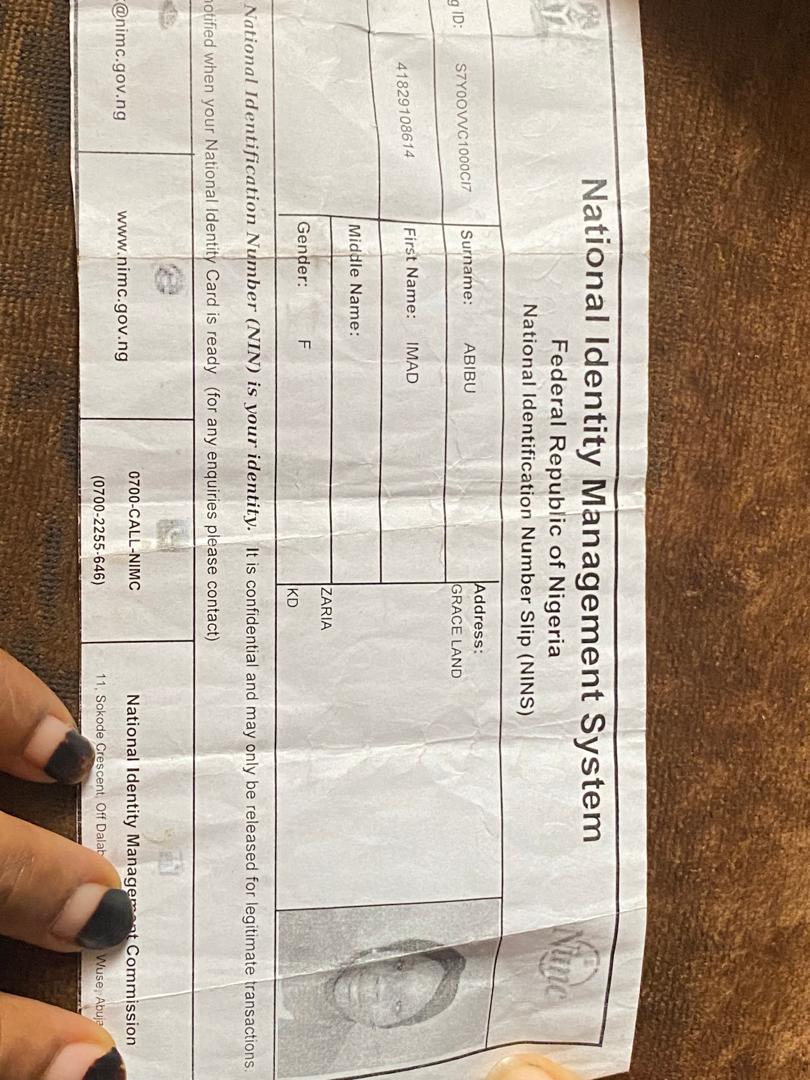 National Identity Management System
Federal Republic of Nigeria
National Identification Number Slip (NINS)
g ID: S7Y0OVVC1000CI7
Surname: ABIBU
Address:
GRACE LAND
41829108614
First Name: IMAD
Middle Name:
ZARIA
Gender: F
KD
National Identification Number (NIN) is your identity. It is confidential and may only be released for legitimate transactions.
notified when your National Identity Card is ready (for any enquiries please contact)
@nimc.gov.ng
www.nimc.gov.ng
0700-CALL-NIMC
(0700-2255-646)
National Identity Management Commission
11, Sokode Crescent, Off Dalab Wuse, Abuja
Nimc